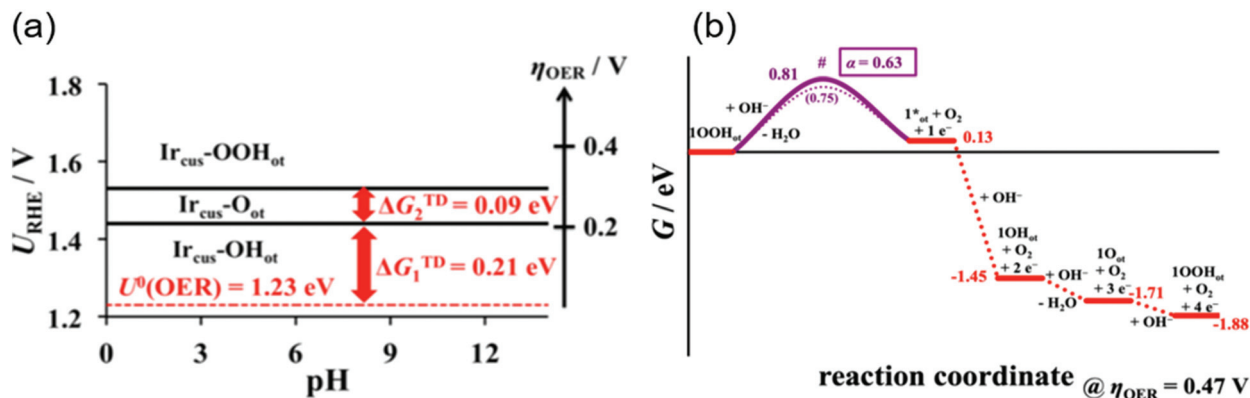 (a)
η_OER / V
1.8
1.6
1.4
1.2
U_RHE / V
0.4
0.2
Ir_cus-OOH_ot
Ir_cus-O_ot
ΔG₂^TD = 0.09 eV
Ir_cus-OH_ot
ΔG₁^TD = 0.21 eV
U⁰(OER) = 1.23 eV
0 3 6 9 12
pH
(b)
G / eV
0.81
#
α = 0.63
(0.75)
+ OH⁻
- H₂O
1OOH_ot
1*_ot + O₂
+ 1 e⁻
0.13
+ OH⁻
1OH_ot
+ O₂
+ 2 e⁻
-1.45
+ OH⁻
- H₂O
1O_ot
+ O₂
+ 3 e⁻
-1.71
+ OH⁻
1OOH_ot
+ O₂
+ 4 e⁻
-1.88
reaction coordinate @ η_OER = 0.47 V